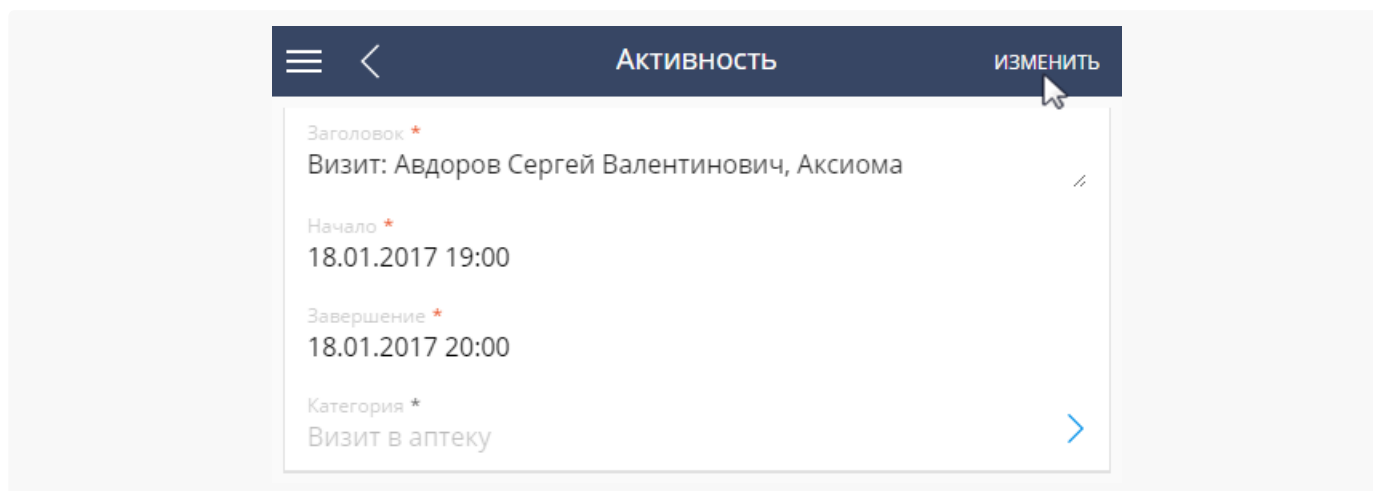 Активность
ИЗМЕНИТЬ
Заголовок *
Визит: Авдоров Сергей Валентинович, Аксиома
Начало *
18.01.2017 19:00
Завершение *
18.01.2017 20:00
Категория *
Визит в аптеку